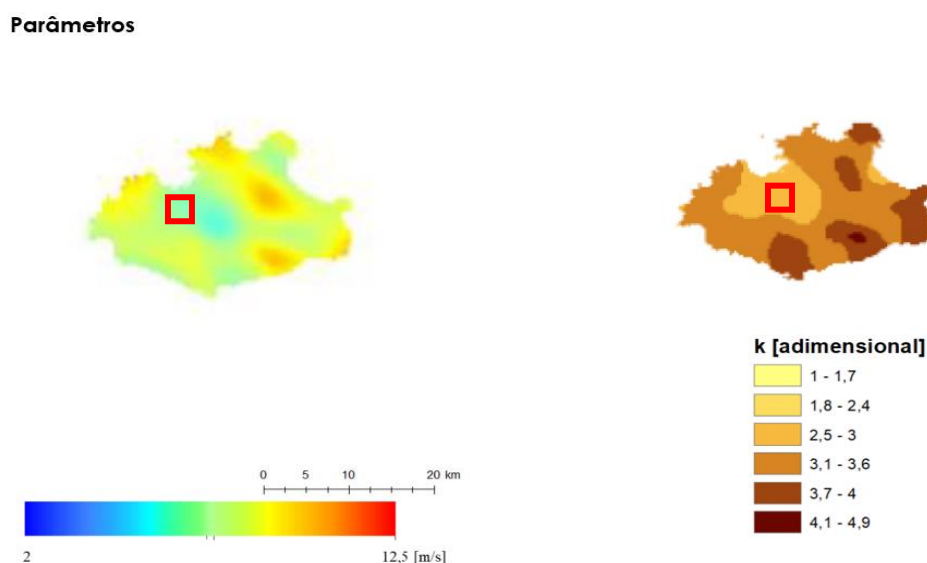 Parâmetros
0 5 10 20 km
2 12,5 [m/s]
k [adimensional]
1 - 1,7
1,8 - 2,4
2,5 - 3
3,1 - 3,6
3,7 - 4
4,1 - 4,9